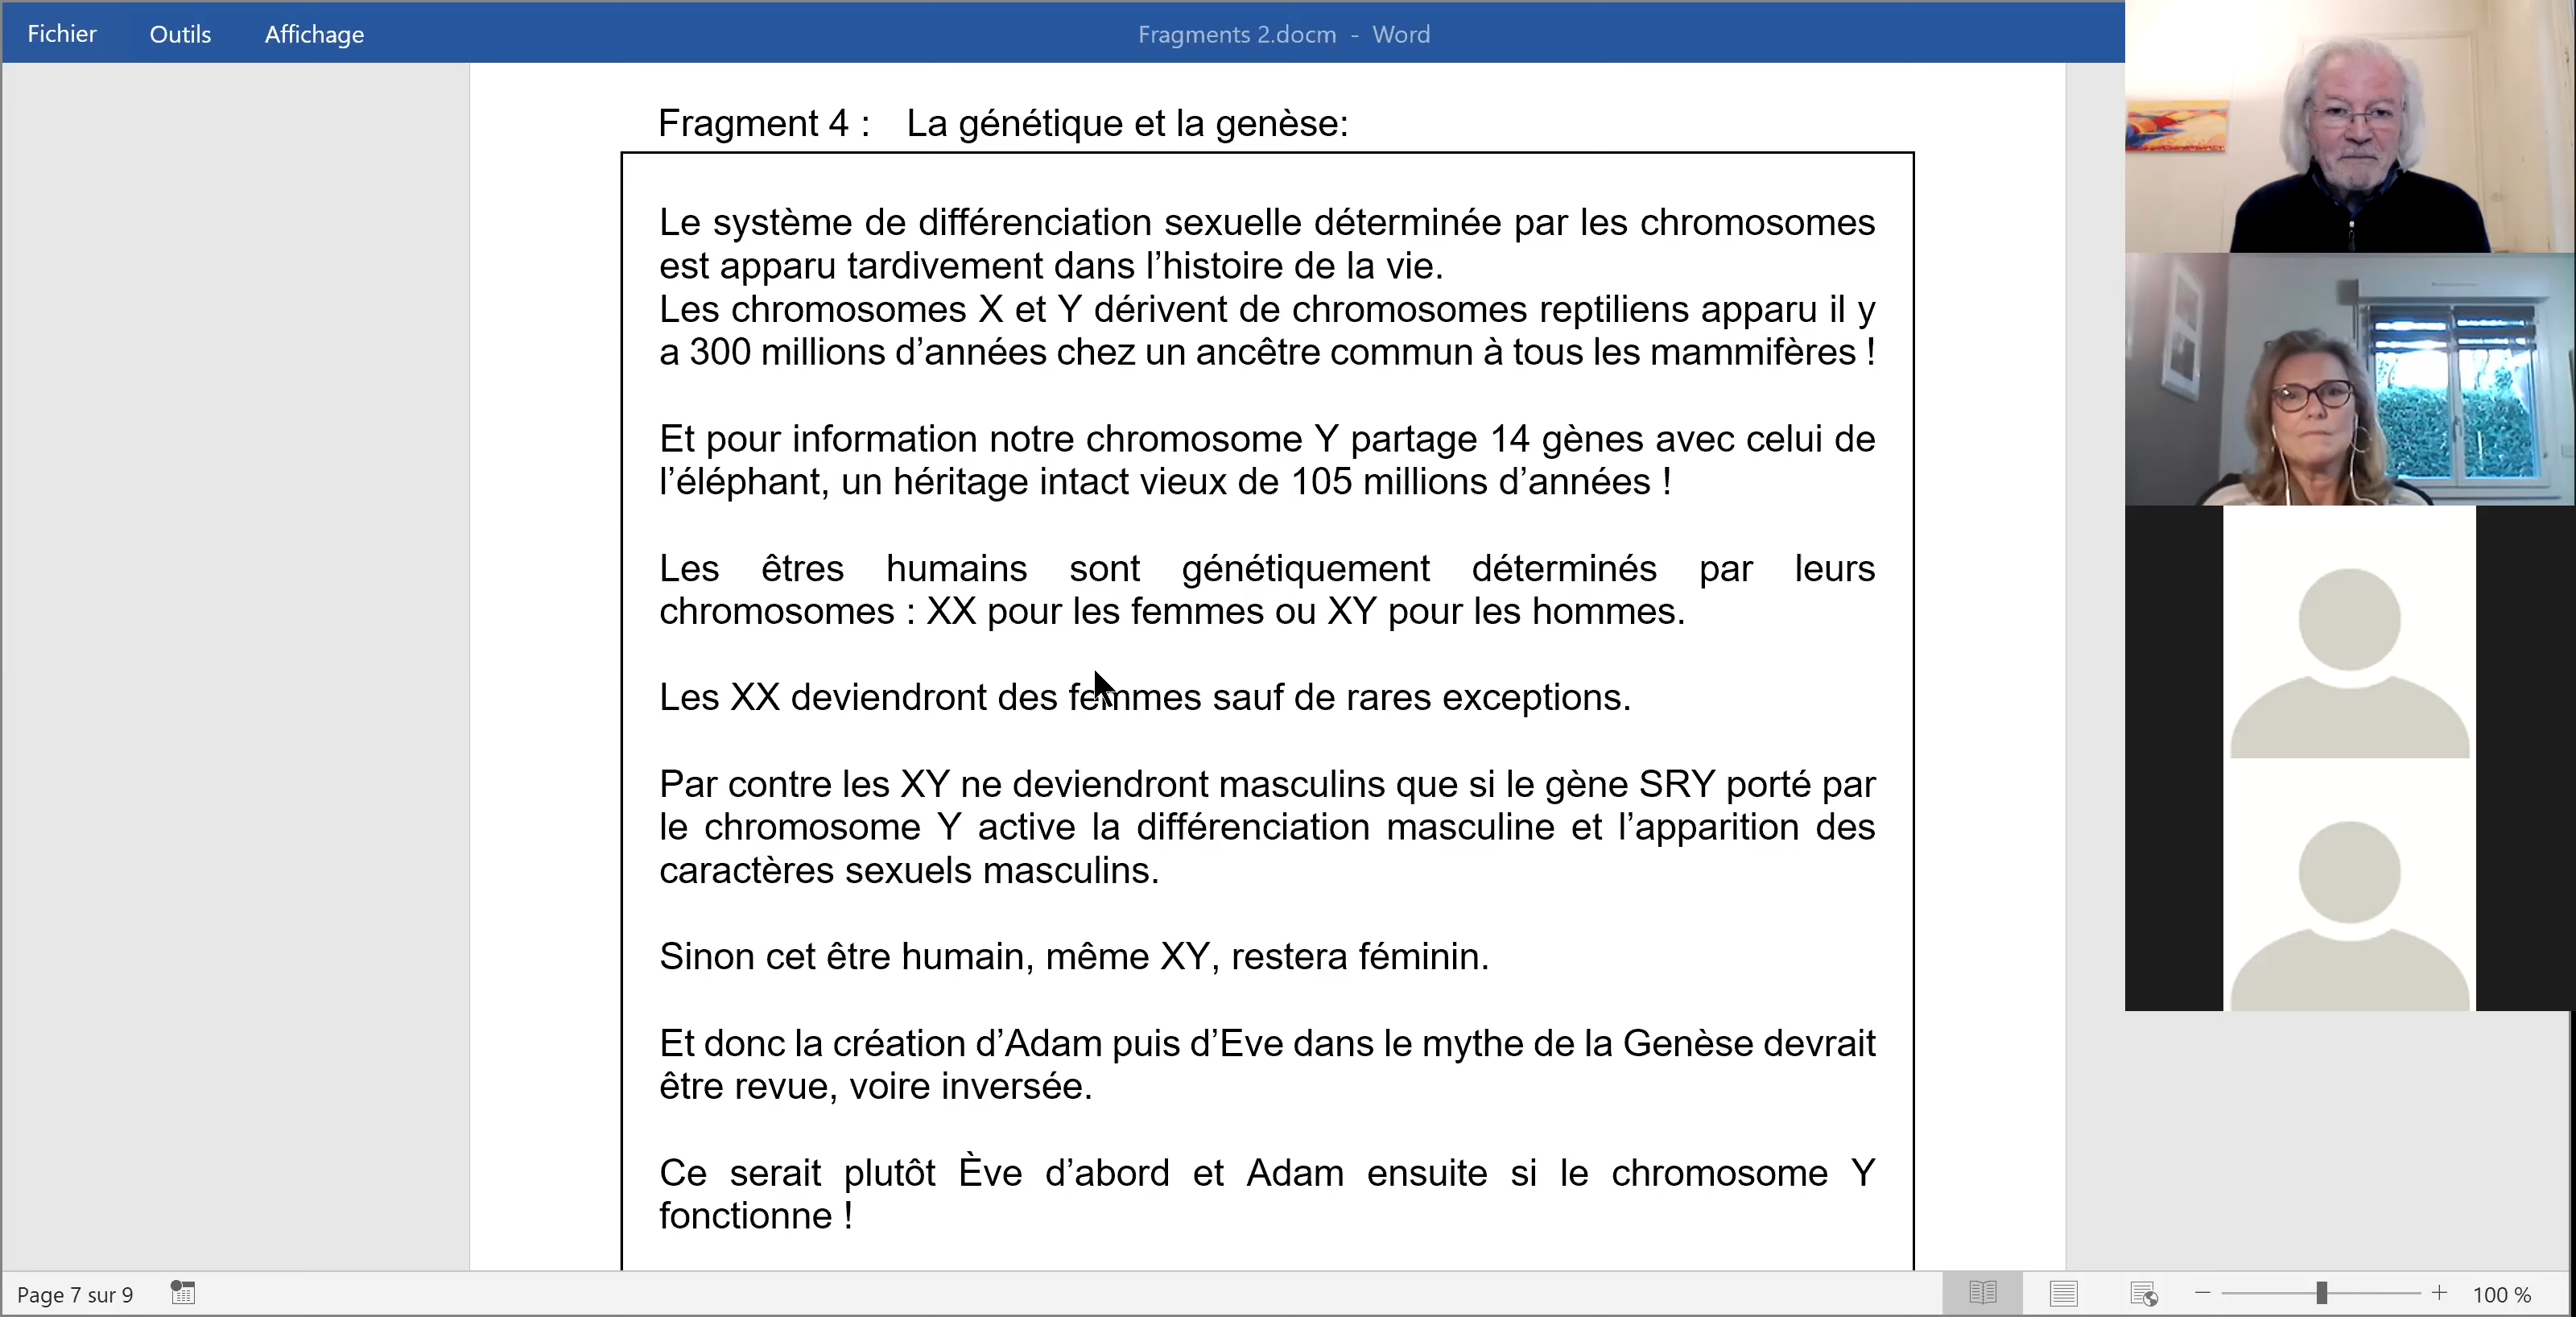 Fichier Outils Affichage Fragments 2.docm - Word
Fragment 4 : La génétique et la genèse:
Le système de différenciation sexuelle déterminée par les chromosomes
est apparu tardivement dans l’histoire de la vie.
Les chromosomes X et Y dérivent de chromosomes reptiliens apparu il y
a 300 millions d’années chez un ancêtre commun à tous les mammifères !
Et pour information notre chromosome Y partage 14 gènes avec celui de
l’éléphant, un héritage intact vieux de 105 millions d’années !
Les êtres humains sont génétiquement déterminés par leurs
chromosomes : XX pour les femmes ou XY pour les hommes.
Les XX deviendront des femmes sauf de rares exceptions.
Par contre les XY ne deviendront masculins que si le gène SRY porté par
le chromosome Y active la différenciation masculine et l’apparition des
caractères sexuels masculins.
Sinon cet être humain, même XY, restera féminin.
Et donc la création d’Adam puis d’Eve dans le mythe de la Genèse devrait
être revue, voire inversée.
Ce serait plutôt Ève d’abord et Adam ensuite si le chromosome Y
fonctionne !
Page 7 sur 9 100 %